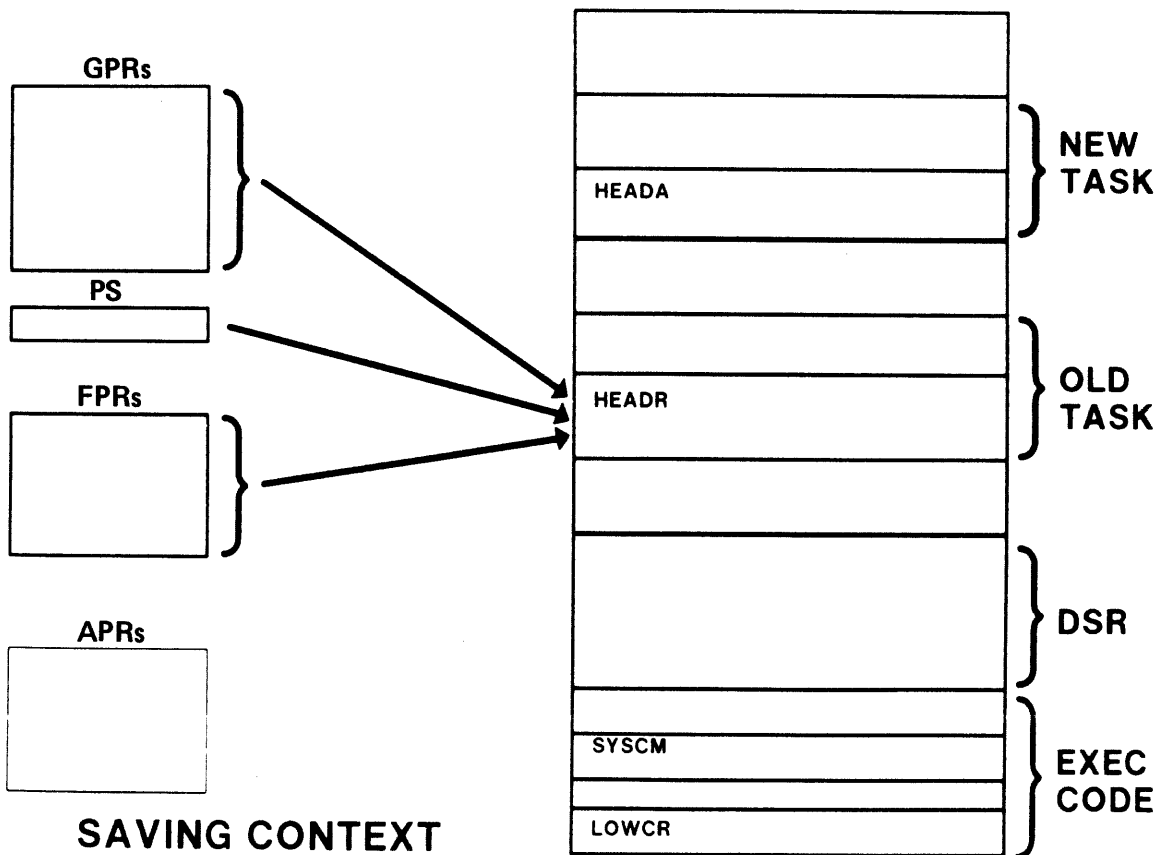 GPRs
PS
FPRs
APRs
SAVING CONTEXT
HEADA
HEADR
SYSCM
LOWCR
NEW
TASK
OLD
TASK
DSR
EXEC
CODE